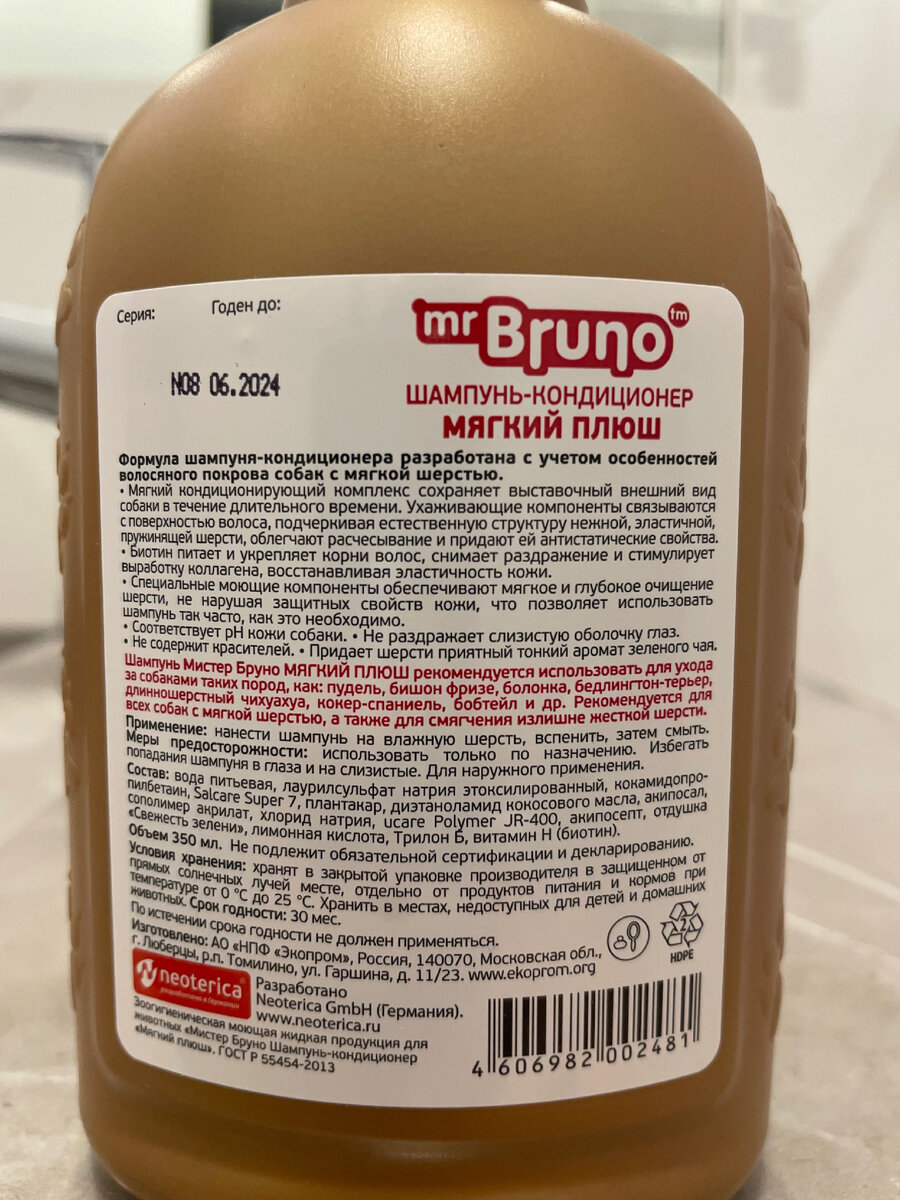 Серия:
Годен до:
N08 06.2024
mr Bruno tm
ШАМПУНЬ-КОНДИЦИОНЕР
МЯГКИЙ ПЛЮШ
Формула шампуня-кондиционера разработана с учетом особенностей
волосяного покрова собак с мягкой шерстью.
• Мягкий кондиционирующий комплекс сохраняет выставочный внешний вид
собаки в течение длительного времени. Ухаживающие компоненты связываются
с поверхностью волоса, подчеркивая естественную структуру нежной, эластичной,
пружинящей шерсти, облегчают расчесывание и придают ей антистатические свойства.
• Биотин питает и укрепляет корни волос, снимает раздражение и стимулирует
выработку коллагена, восстанавливая эластичность кожи.
• Специальные моющие компоненты обеспечивают мягкое и глубокое очищение
шерсти, не нарушая защитных свойств кожи, что позволяет использовать
шампунь так часто, как это необходимо.
• Соответствует pH кожи собаки. • Не раздражает слизистую оболочку глаз.
• Не содержит красителей. • Придает шерсти приятный тонкий аромат зеленого чая.
Шампунь Мистер Бруно МЯГКИЙ ПЛЮШ рекомендуется использовать для ухода
за собаками таких пород, как: пудель, бишон фризе, болонка, бедлингтон-терьер,
длинношерстный чихуахуа, кокер-спаниель, бобтейл и др. Рекомендуется для
всех собак с мягкой шерстью, а также для смягчения излишне жесткой шерсти.
Применение: нанести шампунь на влажную шерсть, вспенить, затем смыть.
Меры предосторожности: использовать только по назначению. Избегать
попадания шампуня в глаза и на слизистые. Для наружного применения.
Состав: вода питьевая, лаурилсульфат натрия этоксилированный, кокамидопро-
пилбетаин, Salcare Super 7, плантакар, диэтаноламид кокосового масла, акипосал,
сополимер акрилат, хлорид натрия, ucare Polymer JR-400, акипосепт, отдушка
«Свежесть зелени», лимонная кислота, Трилон Б, витамин Н (биотин).
Объем 350 мл. Не подлежит обязательной сертификации и декларированию.
Условия хранения: хранят в закрытой упаковке производителя в защищенном от
прямых солнечных лучей месте, отдельно от продуктов питания и кормов при
температуре от 0 °C до 25 °C. Хранить в местах, недоступных для детей и домашних
животных. Срок годности: 30 мес.
По истечении срока годности не должен применяться.
Изготовлено: АО «НПФ «Экопром», Россия, 140070, Московская обл.,
г. Люберцы, р.п. Томилино, ул. Гаршина, д. 11/23. www.ekoprom.org
2
HDPE
neoterica
разработано в Германии
Разработано
Neoterica GmbH (Германия).
www.neoterica.ru
Зоогигиеническая моющая жидкая продукция для
животных «Мистер Бруно Шампунь-кондиционер
«Мягкий плюш». ГОСТ Р 55454-2013
4 606982 002481